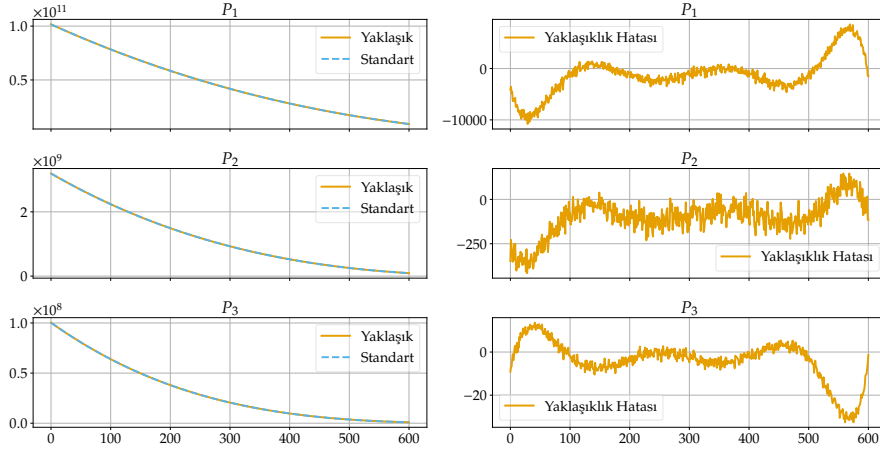 P₁
×10¹¹
1.0
0.5
Yaklaşık
Standart
P₁
0
−10000
Yaklaşıklık Hatası
P₂
×10⁹
2
0
Yaklaşık
Standart
P₂
0
−250
Yaklaşıklık Hatası
P₃
×10⁸
1.0
0.5
0.0
Yaklaşık
Standart
0 100 200 300 400 500 600
P₃
0
−20
Yaklaşıklık Hatası
0 100 200 300 400 500 600